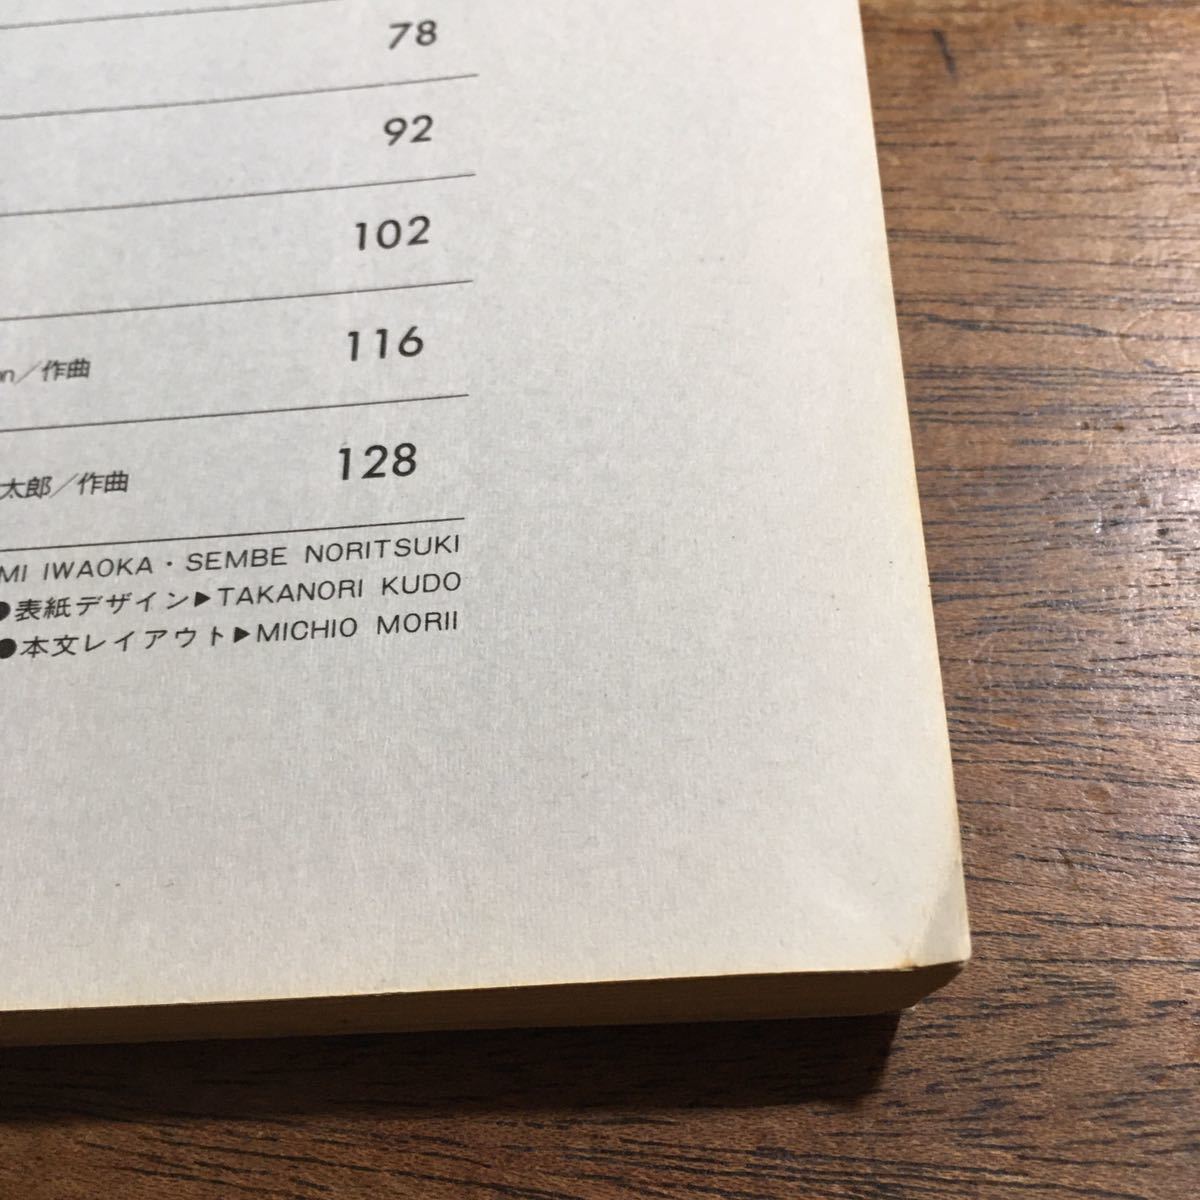 78
92
102
116
on／作曲
128
太郎／作曲
MI IWAOKA・SEMBE NORITSUKI
●表紙デザイン▶TAKANORI KUDO
●本文レイアウト▶MICHIO MORII